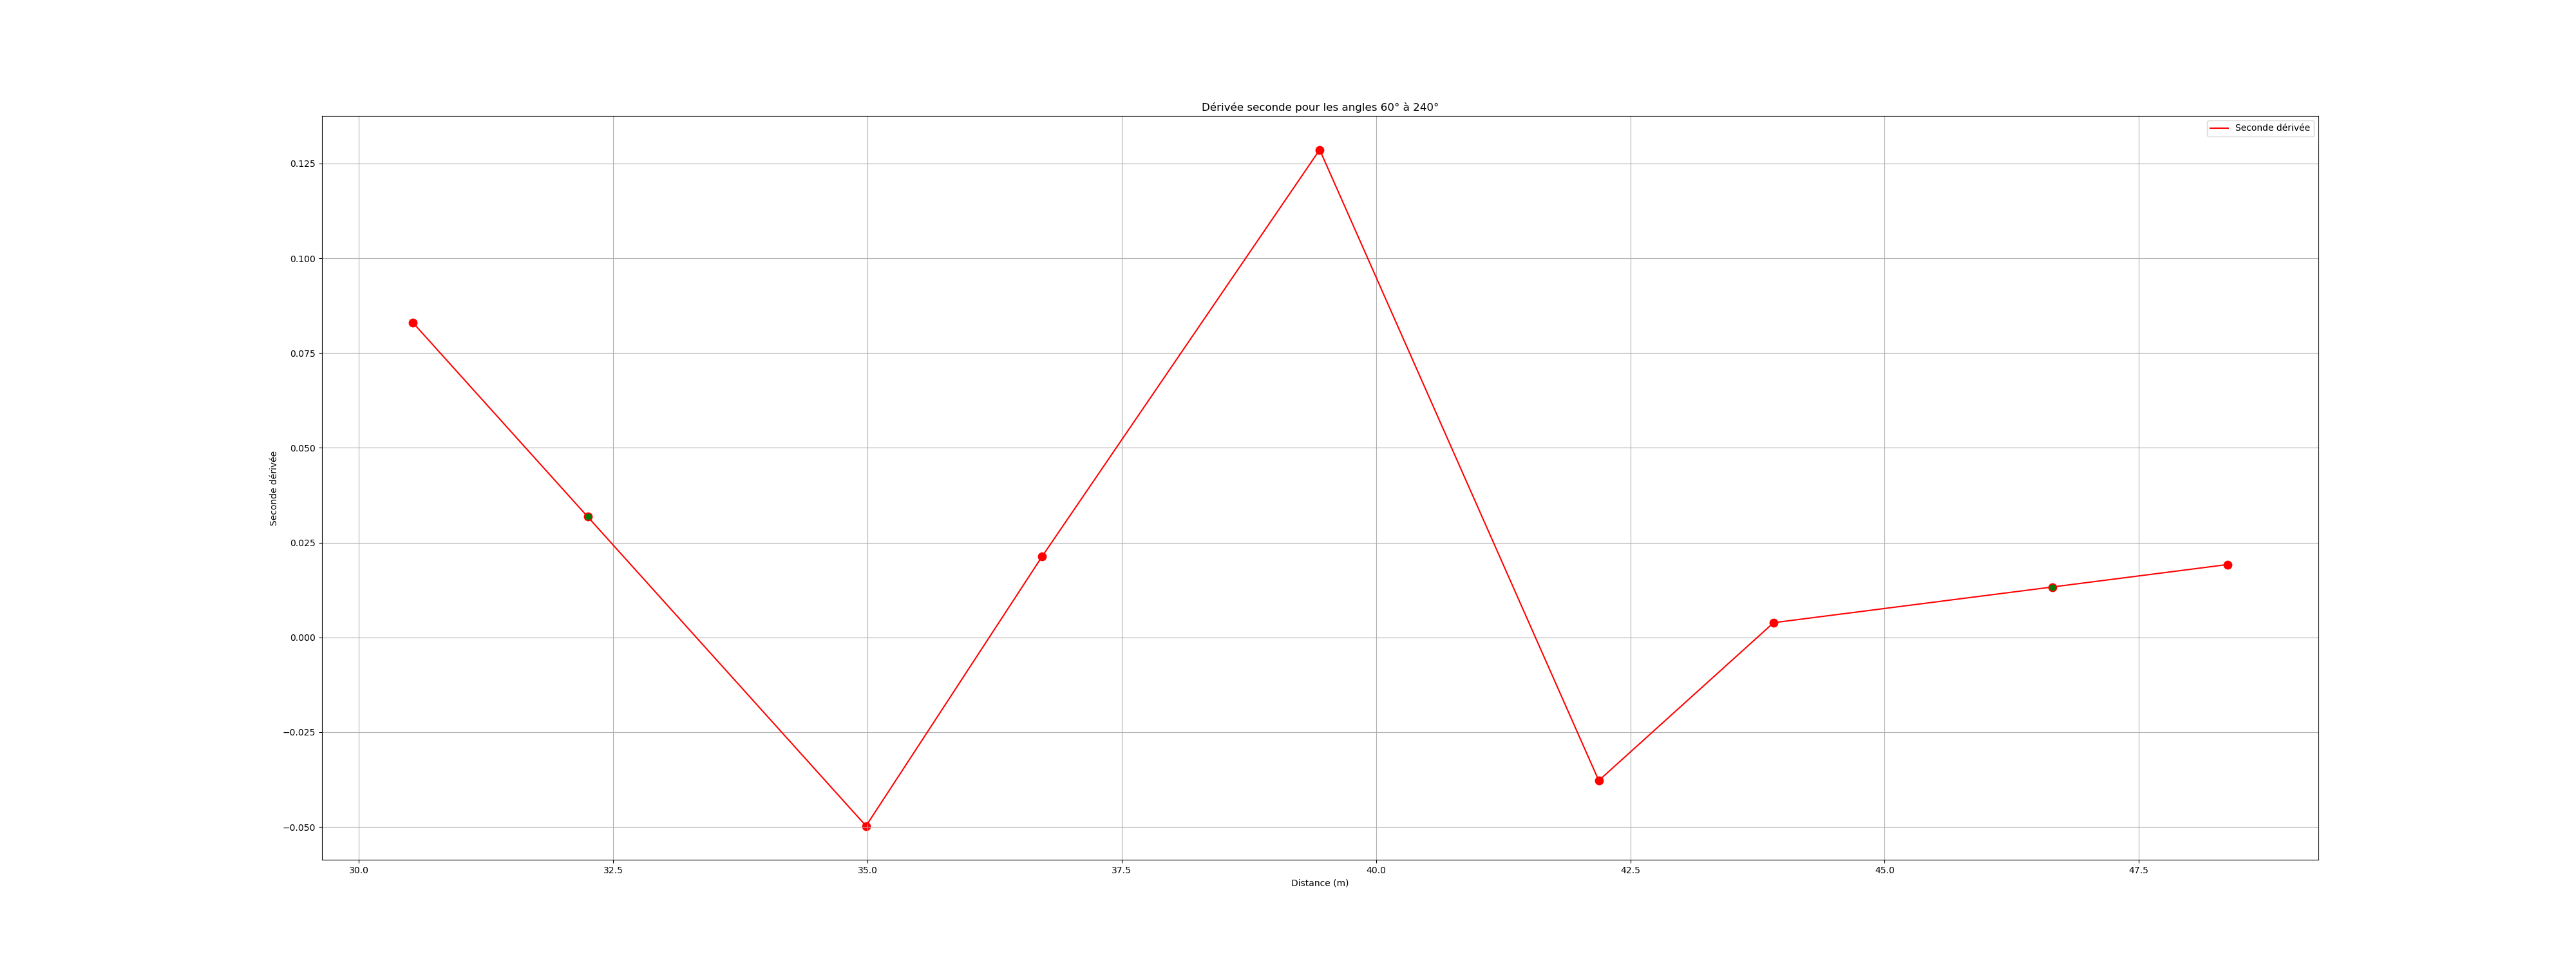 Dérivée seconde pour les angles 60° à 240°
Seconde dérivée
0.125
0.100
0.075
0.050
0.025
0.000
−0.025
−0.050
Seconde dérivée
30.0 32.5 35.0 37.5 40.0 42.5 45.0 47.5
Distance (m)